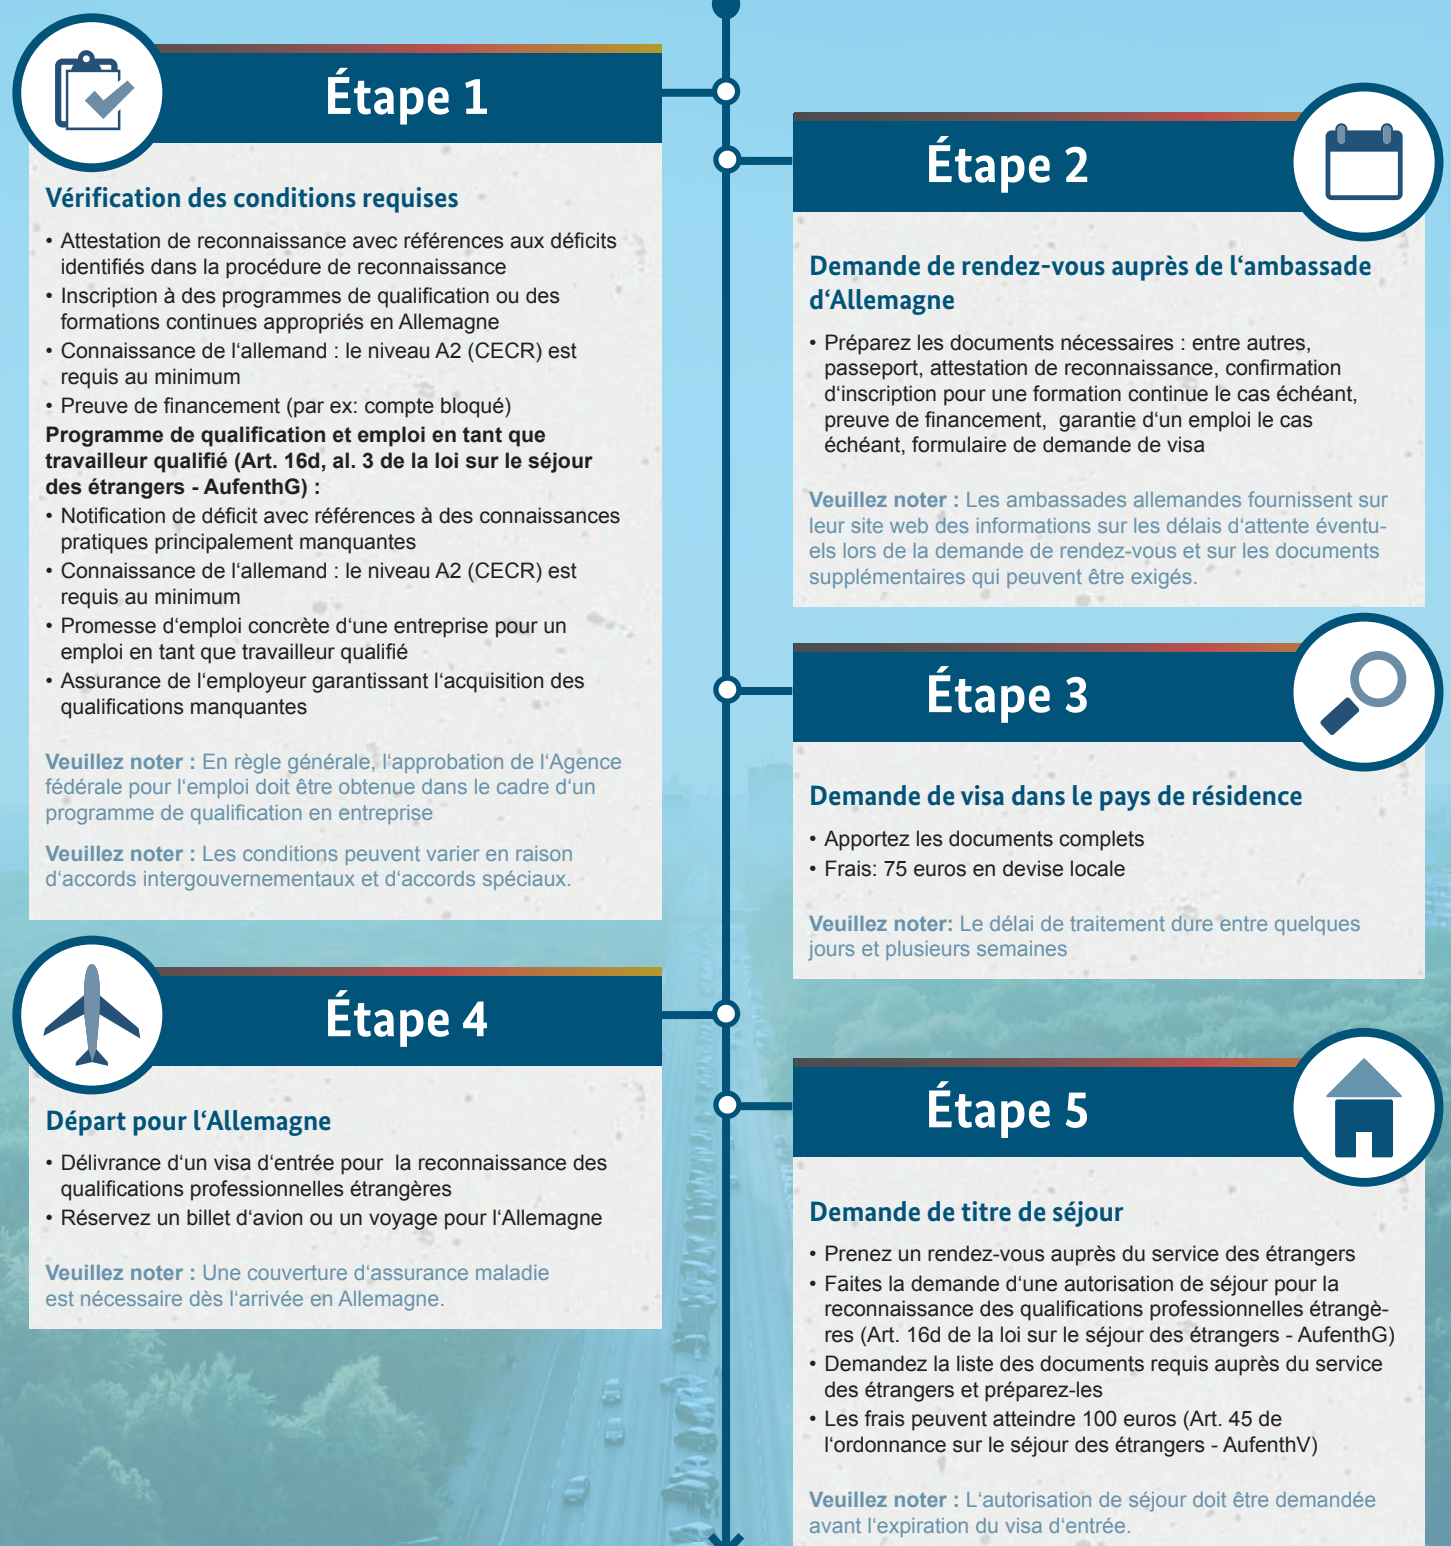 Étape 1
Vérification des conditions requises
• Attestation de reconnaissance avec références aux déficits
identifiés dans la procédure de reconnaissance
• Inscription à des programmes de qualification ou des
formations continues appropriés en Allemagne
• Connaissance de l‘allemand : le niveau A2 (CECR) est
requis au minimum
• Preuve de financement (par ex: compte bloqué)
Programme de qualification et emploi en tant que
travailleur qualifié (Art. 16d, al. 3 de la loi sur le séjour
des étrangers - AufenthG) :
• Notification de déficit avec références à des connaissances
pratiques principalement manquantes
• Connaissance de l‘allemand : le niveau A2 (CECR) est
requis au minimum
• Promesse d‘emploi concrète d‘une entreprise pour un
emploi en tant que travailleur qualifié
• Assurance de l‘employeur garantissant l‘acquisition des
qualifications manquantes
Veuillez noter : En règle générale, l‘approbation de l‘Agence
fédérale pour l‘emploi doit être obtenue dans le cadre d‘un
programme de qualification en entreprise
Veuillez noter : Les conditions peuvent varier en raison
d‘accords intergouvernementaux et d‘accords spéciaux.
Étape 2
Demande de rendez-vous auprès de l‘ambassade
d‘Allemagne
• Préparez les documents nécessaires : entre autres,
passeport, attestation de reconnaissance, confirmation
d‘inscription pour une formation continue le cas échéant,
preuve de financement, garantie d‘un emploi le cas
échéant, formulaire de demande de visa
Veuillez noter : Les ambassades allemandes fournissent sur
leur site web des informations sur les délais d‘attente éventu-
els lors de la demande de rendez-vous et sur les documents
supplémentaires qui peuvent être exigés.
Étape 3
Demande de visa dans le pays de résidence
• Apportez les documents complets
• Frais: 75 euros en devise locale
Veuillez noter: Le délai de traitement dure entre quelques
jours et plusieurs semaines
Étape 4
Départ pour l‘Allemagne
• Délivrance d‘un visa d‘entrée pour la reconnaissance des
qualifications professionnelles étrangères
• Réservez un billet d‘avion ou un voyage pour l‘Allemagne
Veuillez noter : Une couverture d‘assurance maladie
est nécessaire dès l‘arrivée en Allemagne.
Étape 5
Demande de titre de séjour
• Prenez un rendez-vous auprès du service des étrangers
• Faites la demande d‘une autorisation de séjour pour la
reconnaissance des qualifications professionnelles étrangè-
res (Art. 16d de la loi sur le séjour des étrangers - AufenthG)
• Demandez la liste des documents requis auprès du service
des étrangers et préparez-les
• Les frais peuvent atteindre 100 euros (Art. 45 de
l‘ordonnance sur le séjour des étrangers - AufenthV)
Veuillez noter : L‘autorisation de séjour doit être demandée
avant l‘expiration du visa d‘entrée.